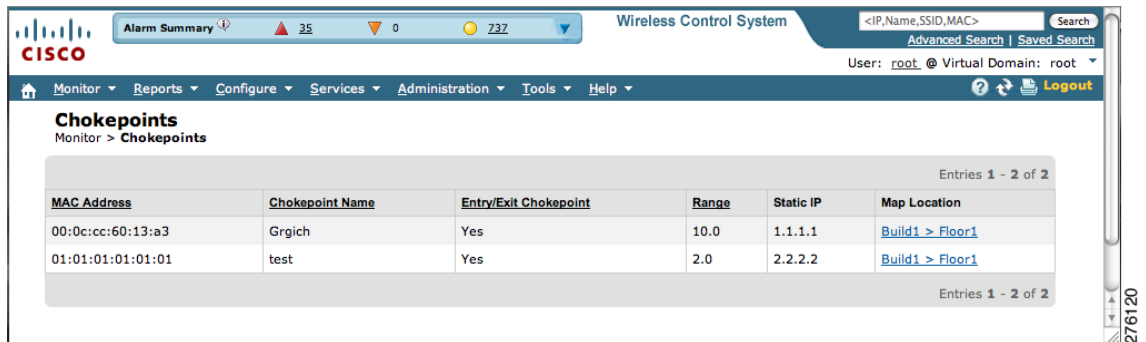 Alarm Summary 35 0 737
Wireless Control System
<IP,Name,SSID,MAC> Search
Advanced Search | Saved Search
CISCO
User: root @ Virtual Domain: root
Monitor Reports Configure Services Administration Tools Help Logout
Chokepoints
Monitor > Chokepoints
Entries 1 - 2 of 2
MAC Address Chokepoint Name Entry/Exit Chokepoint Range Static IP Map Location
00:0c:cc:60:13:a3 Grgich Yes 10.0 1.1.1.1 Build1 > Floor1
01:01:01:01:01:01 test Yes 2.0 2.2.2.2 Build1 > Floor1
Entries 1 - 2 of 2
276120